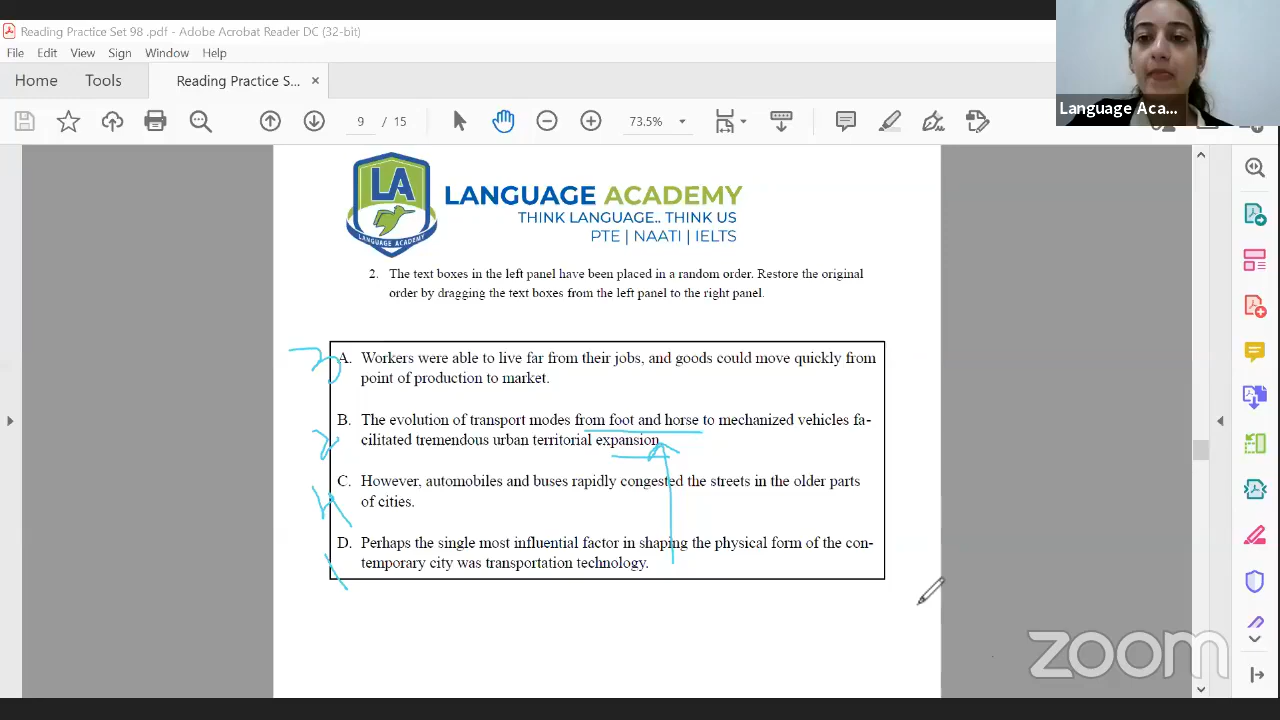 Reading Practice Set 98 .pdf - Adobe Acrobat Reader DC (32-bit)
File Edit View Sign Window Help
Home Tools Reading Practice S... ×
9 / 15 73.5%
Language Aca...
LA
LANGUAGE ACADEMY
LANGUAGE ACADEMY
THINK LANGUAGE.. THINK US
PTE | NAATI | IELTS
2. The text boxes in the left panel have been placed in a random order. Restore the original
order by dragging the text boxes from the left panel to the right panel.
3 A. Workers were able to live far from their jobs, and goods could move quickly from
point of production to market.
B. The evolution of transport modes from foot and horse to mechanized vehicles fa-
2 cilitated tremendous urban territorial expansion.
C. However, automobiles and buses rapidly congested the streets in the older parts
4 of cities.
D. Perhaps the single most influential factor in shaping the physical form of the con-
1 temporary city was transportation technology.
zoom